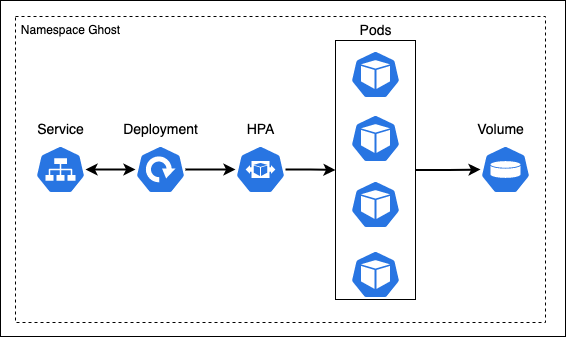 Namespace Ghost
Pods
Service
Deployment
HPA
Volume